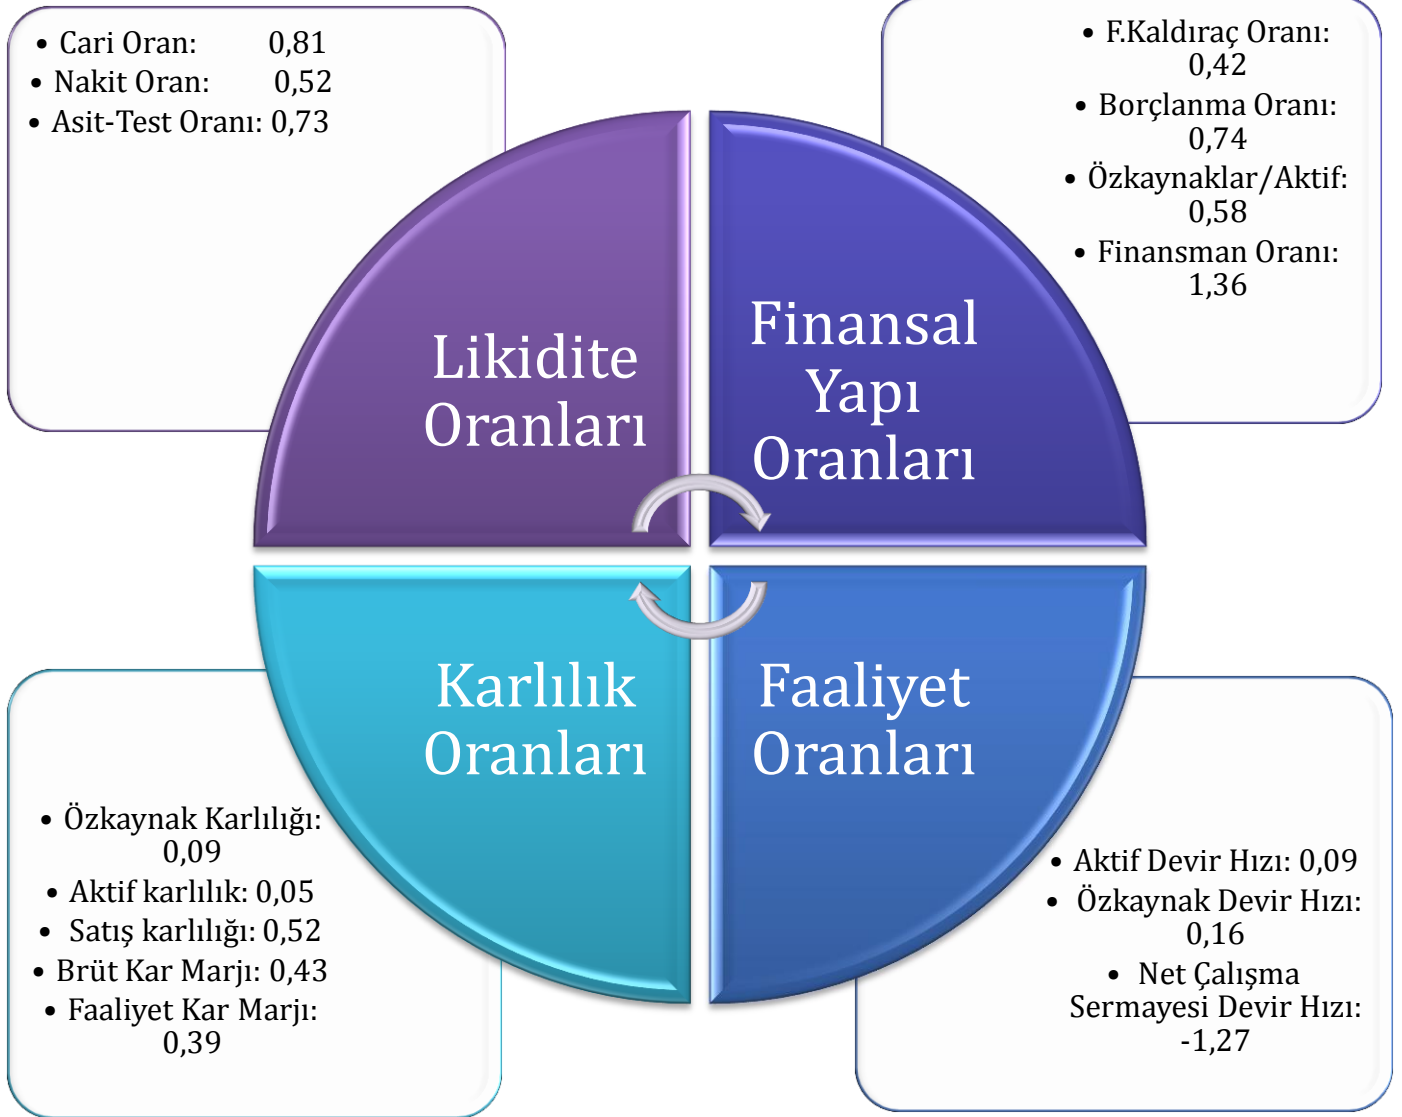 • Cari Oran: 0,81
• Nakit Oran: 0,52
• Asit-Test Oranı: 0,73
• F.Kaldıraç Oranı:
0,42
• Borçlanma Oranı:
0,74
• Özkaynaklar/Aktif:
0,58
• Finansman Oranı:
1,36
Likidite
Oranları
Finansal
Yapı
Oranları
Karlılık
Oranları
Faaliyet
Oranları
• Özkaynak Karlılığı:
0,09
• Aktif karlılık: 0,05
• Satış karlılığı: 0,52
• Brüt Kar Marjı: 0,43
• Faaliyet Kar Marjı:
0,39
• Aktif Devir Hızı: 0,09
• Özkaynak Devir Hızı:
0,16
• Net Çalışma
Sermayesi Devir Hızı:
-1,27